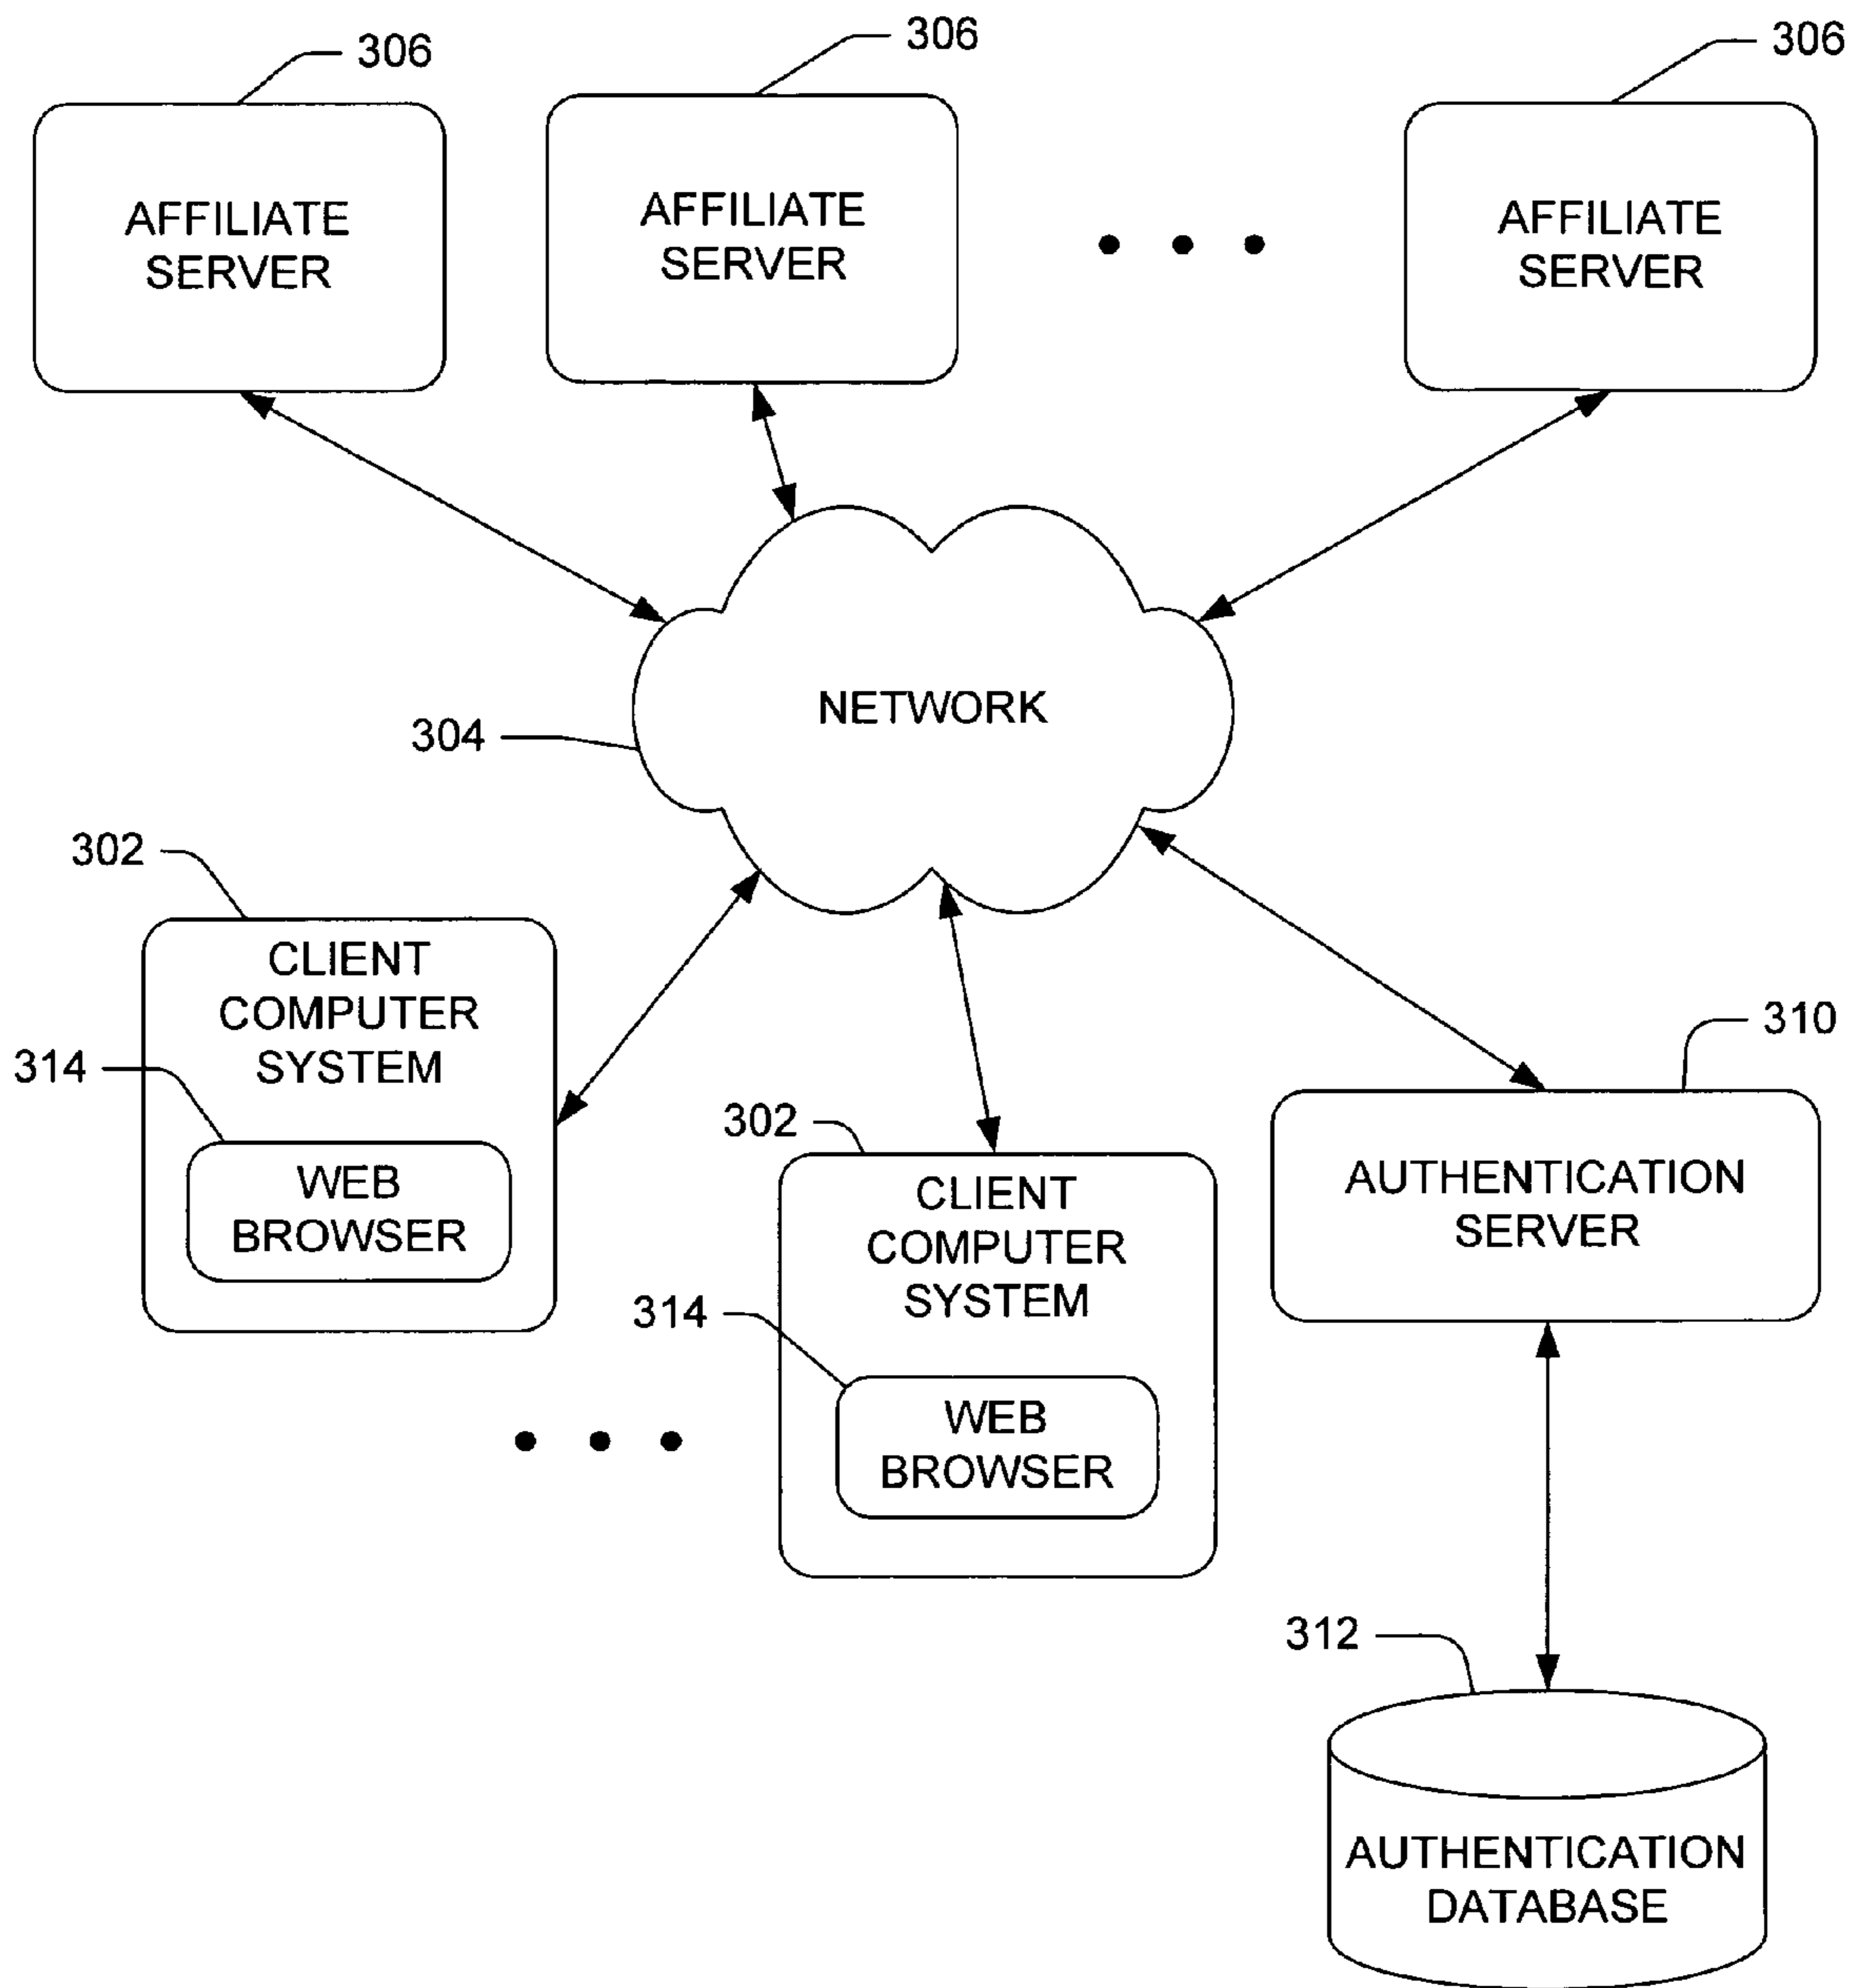 306
306
306
AFFILIATE
SERVER
AFFILIATE
SERVER
AFFILIATE
SERVER
NETWORK
304
302
CLIENT
COMPUTER
SYSTEM
314
WEB
BROWSER
302
CLIENT
COMPUTER
SYSTEM
314
WEB
BROWSER
310
AUTHENTICATION
SERVER
312
AUTHENTICATION
DATABASE